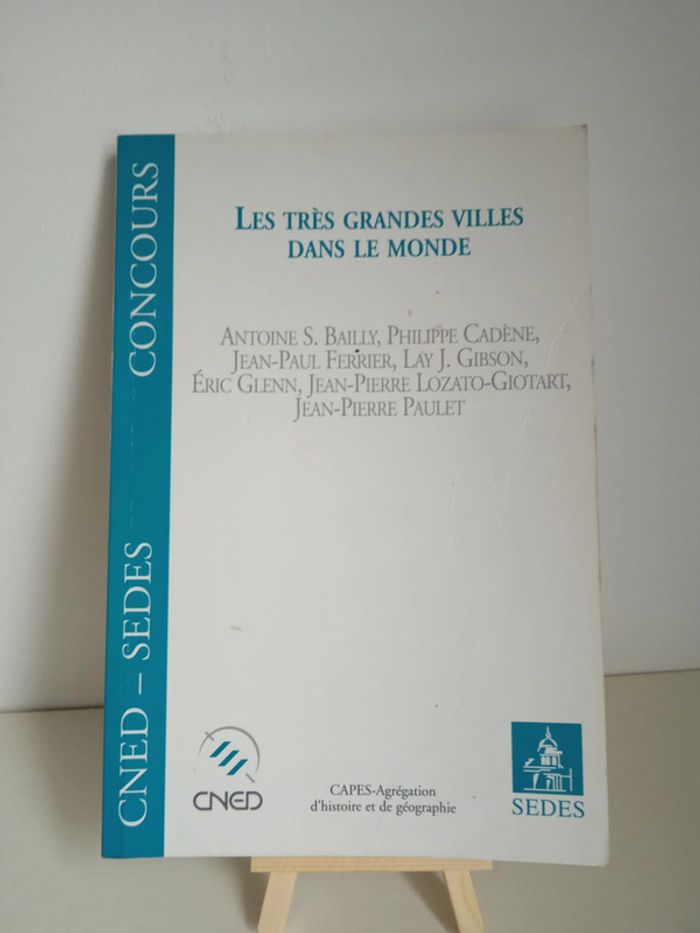 CNED – SEDES CONCOURS
LES TRÈS GRANDES VILLES
DANS LE MONDE
ANTOINE S. BAILLY, PHILIPPE CADÈNE,
JEAN-PAUL FERRIER, LAY J. GIBSON,
ÉRIC GLENN, JEAN-PIERRE LOZATO-GIOTART,
JEAN-PIERRE PAULET
CNED
CAPES-Agrégation
d'histoire et de géographie
SEDES